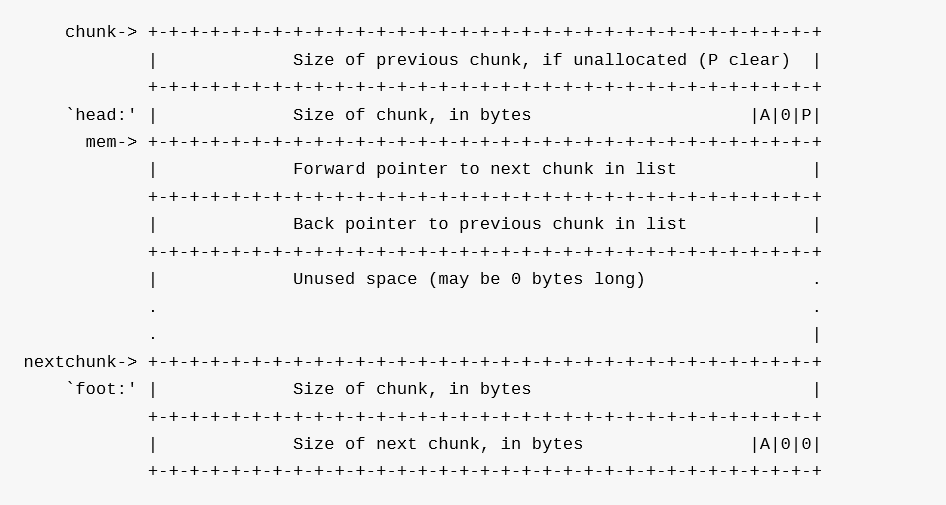 chunk-> +-+-+-+-+-+-+-+-+-+-+-+-+-+-+-+-+-+-+-+-+-+-+-+-+-+-+-+-+-+-+-+-+
            |             Size of previous chunk, if unallocated (P clear)  |
            +-+-+-+-+-+-+-+-+-+-+-+-+-+-+-+-+-+-+-+-+-+-+-+-+-+-+-+-+-+-+-+-+
    `head:' |             Size of chunk, in bytes                     |A|0|P|
      mem-> +-+-+-+-+-+-+-+-+-+-+-+-+-+-+-+-+-+-+-+-+-+-+-+-+-+-+-+-+-+-+-+-+
            |             Forward pointer to next chunk in list             |
            +-+-+-+-+-+-+-+-+-+-+-+-+-+-+-+-+-+-+-+-+-+-+-+-+-+-+-+-+-+-+-+-+
            |             Back pointer to previous chunk in list            |
            +-+-+-+-+-+-+-+-+-+-+-+-+-+-+-+-+-+-+-+-+-+-+-+-+-+-+-+-+-+-+-+-+
            |             Unused space (may be 0 bytes long)                .
            .                                                               .
            .                                                               |
nextchunk-> +-+-+-+-+-+-+-+-+-+-+-+-+-+-+-+-+-+-+-+-+-+-+-+-+-+-+-+-+-+-+-+-+
    `foot:' |             Size of chunk, in bytes                           |
            +-+-+-+-+-+-+-+-+-+-+-+-+-+-+-+-+-+-+-+-+-+-+-+-+-+-+-+-+-+-+-+-+
            |             Size of next chunk, in bytes                |A|0|0|
            +-+-+-+-+-+-+-+-+-+-+-+-+-+-+-+-+-+-+-+-+-+-+-+-+-+-+-+-+-+-+-+-+